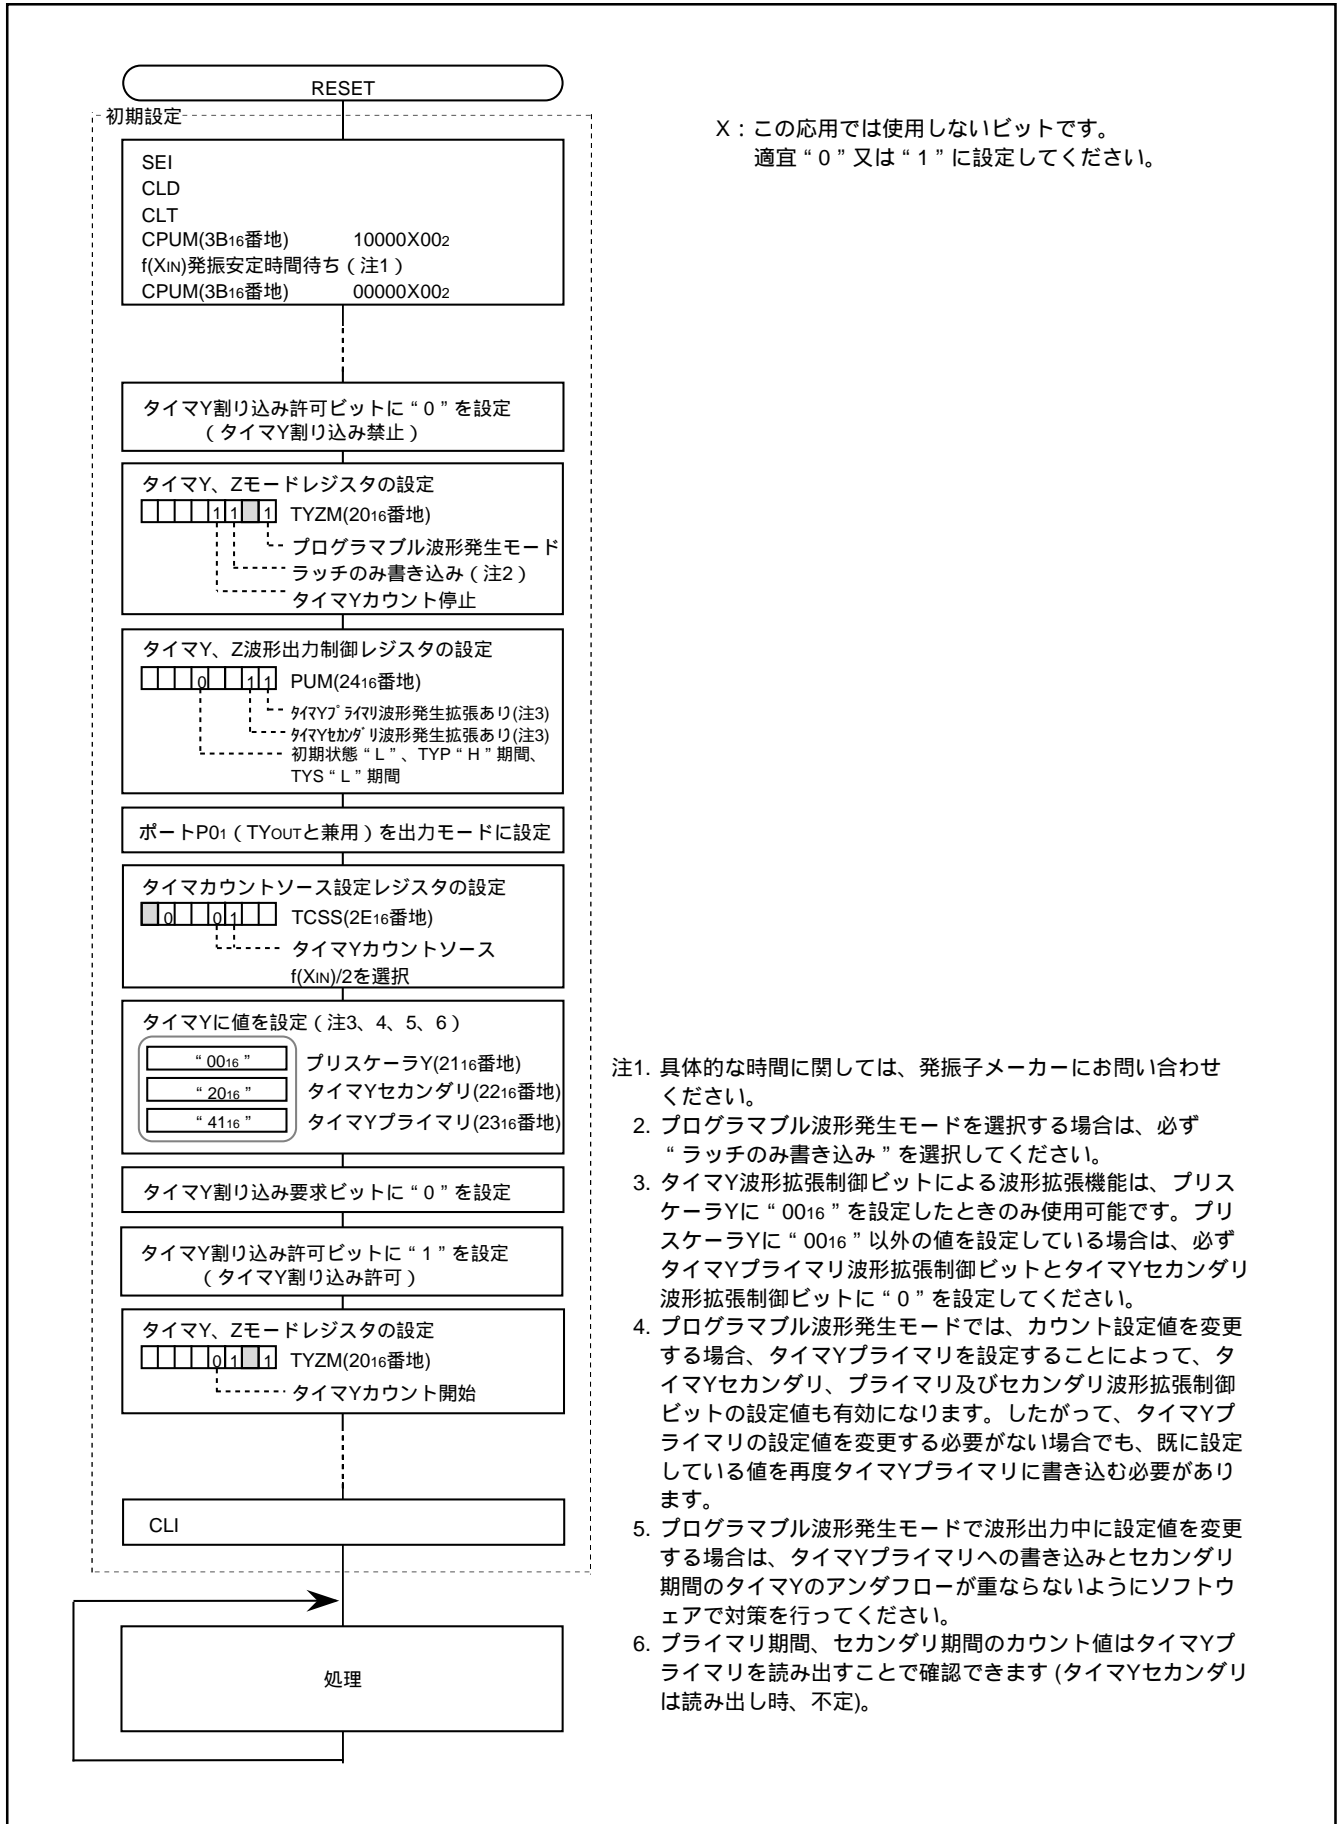 RESET
初期設定
X：この応用では使用しないビットです。
適宜“0”又は“1”に設定してください。
SEI
CLD
CLT
CPUM(3B16番地) 10000X002
f(XIN)発振安定時間待ち（注1）
CPUM(3B16番地) 00000X002
タイマY割り込み許可ビットに“0”を設定
（タイマY割り込み禁止）
タイマY、Zモードレジスタの設定
1 1 1 TYZM(2016番地)
プログラマブル波形発生モード
ラッチのみ書き込み（注2）
タイマYカウント停止
タイマY、Z波形出力制御レジスタの設定
0 1 1 PUM(2416番地)
ﾀｲﾏYﾌﾟﾗｲﾏﾘ波形発生拡張あり(注3)
ﾀｲﾏYｾｶﾝﾀﾞﾘ波形発生拡張あり(注3)
初期状態“L”、TYP“H”期間、
TYS“L”期間
ポートP01（TYOUTと兼用）を出力モードに設定
タイマカウントソース設定レジスタの設定
0 0 1 TCSS(2E16番地)
タイマYカウントソース
f(XIN)/2を選択
タイマYに値を設定（注3、4、5、6）
“0016” プリスケーラY(2116番地)
“2016” タイマYセカンダリ(2216番地)
“4116” タイマYプライマリ(2316番地)
タイマY割り込み要求ビットに“0”を設定
タイマY割り込み許可ビットに“1”を設定
（タイマY割り込み許可）
タイマY、Zモードレジスタの設定
0 1 1 TYZM(2016番地)
タイマYカウント開始
CLI
処理
注1. 具体的な時間に関しては、発振子メーカーにお問い合わせ
ください。
2. プログラマブル波形発生モードを選択する場合は、必ず
“ラッチのみ書き込み”を選択してください。
3. タイマY波形拡張制御ビットによる波形拡張機能は、プリス
ケーラYに“0016”を設定したときのみ使用可能です。プリ
スケーラYに“0016”以外の値を設定している場合は、必ず
タイマYプライマリ波形拡張制御ビットとタイマYセカンダリ
波形拡張制御ビットに“0”を設定してください。
4. プログラマブル波形発生モードでは、カウント設定値を変更
する場合、タイマYプライマリを設定することによって、タ
イマYセカンダリ、プライマリ及びセカンダリ波形拡張制御
ビットの設定値も有効になります。したがって、タイマYプ
ライマリの設定値を変更する必要がない場合でも、既に設定
している値を再度タイマYプライマリに書き込む必要があり
ます。
5. プログラマブル波形発生モードで波形出力中に設定値を変更
する場合は、タイマYプライマリへの書き込みとセカンダリ
期間のタイマYのアンダフローが重ならないようにソフトウ
ェアで対策を行ってください。
6. プライマリ期間、セカンダリ期間のカウント値はタイマYプ
ライマリを読み出すことで確認できます (タイマYセカンダリ
は読み出し時、不定)。